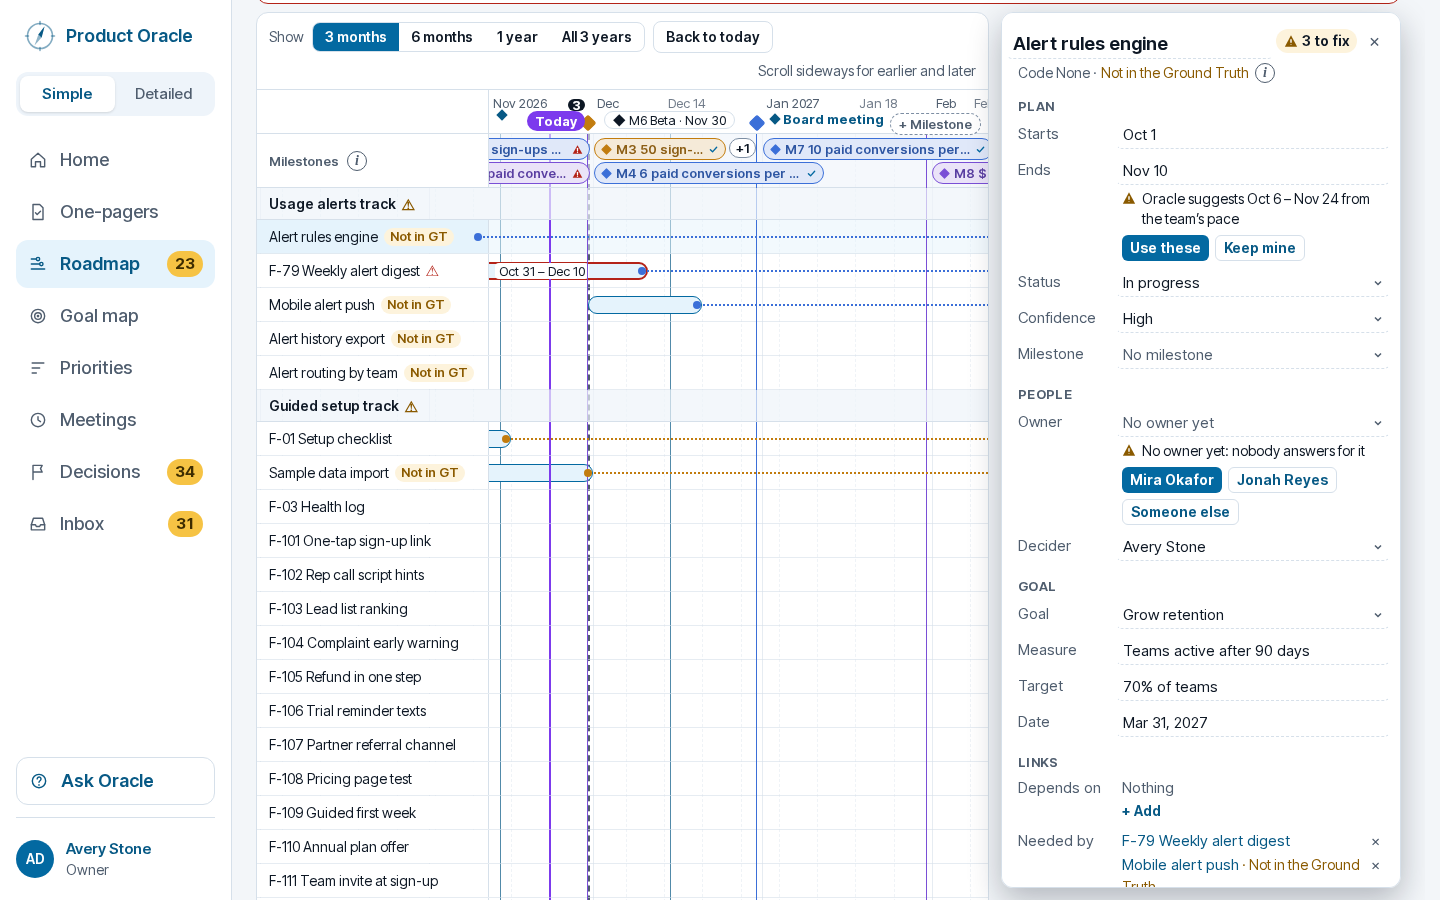 Product Oracle
Simple
Detailed
Home
One-pagers
Roadmap 23
Goal map
Priorities
Meetings
Decisions 34
Inbox 31
Ask Oracle
AD
Avery Stone
Owner
Show
3 months
6 months
1 year
All 3 years
Back to today
Scroll sideways for earlier and later
Nov 2026
3
Dec
Dec 14
Jan 2027
Jan 18
Feb
Fe
Today
M6 Beta · Nov 30
Board meeting
+ Milestone
Milestones i
sign-ups ...
M3 50 sign-...
+1
M7 10 paid conversions per...
paid conve...
M4 6 paid conversions per ...
M8 $
Usage alerts track
Alert rules engine Not in GT
F-79 Weekly alert digest
Oct 31 – Dec 10
Mobile alert push Not in GT
Alert history export Not in GT
Alert routing by team Not in GT
Guided setup track
F-01 Setup checklist
Sample data import Not in GT
F-03 Health log
F-101 One-tap sign-up link
F-102 Rep call script hints
F-103 Lead list ranking
F-104 Complaint early warning
F-105 Refund in one step
F-106 Trial reminder texts
F-107 Partner referral channel
F-108 Pricing page test
F-109 Guided first week
F-110 Annual plan offer
F-111 Team invite at sign-up
Alert rules engine
3 to fix
×
Code None · Not in the Ground Truth i
PLAN
Starts Oct 1
Ends Nov 10
Oracle suggests Oct 6 – Nov 24 from
the team's pace
Use these
Keep mine
Status In progress
Confidence High
Milestone No milestone
PEOPLE
Owner No owner yet
No owner yet: nobody answers for it
Mira Okafor
Jonah Reyes
Someone else
Decider Avery Stone
GOAL
Goal Grow retention
Measure Teams active after 90 days
Target 70% of teams
Date Mar 31, 2027
LINKS
Depends on Nothing
+ Add
Needed by F-79 Weekly alert digest ×
Mobile alert push · Not in the Ground ×
Truth